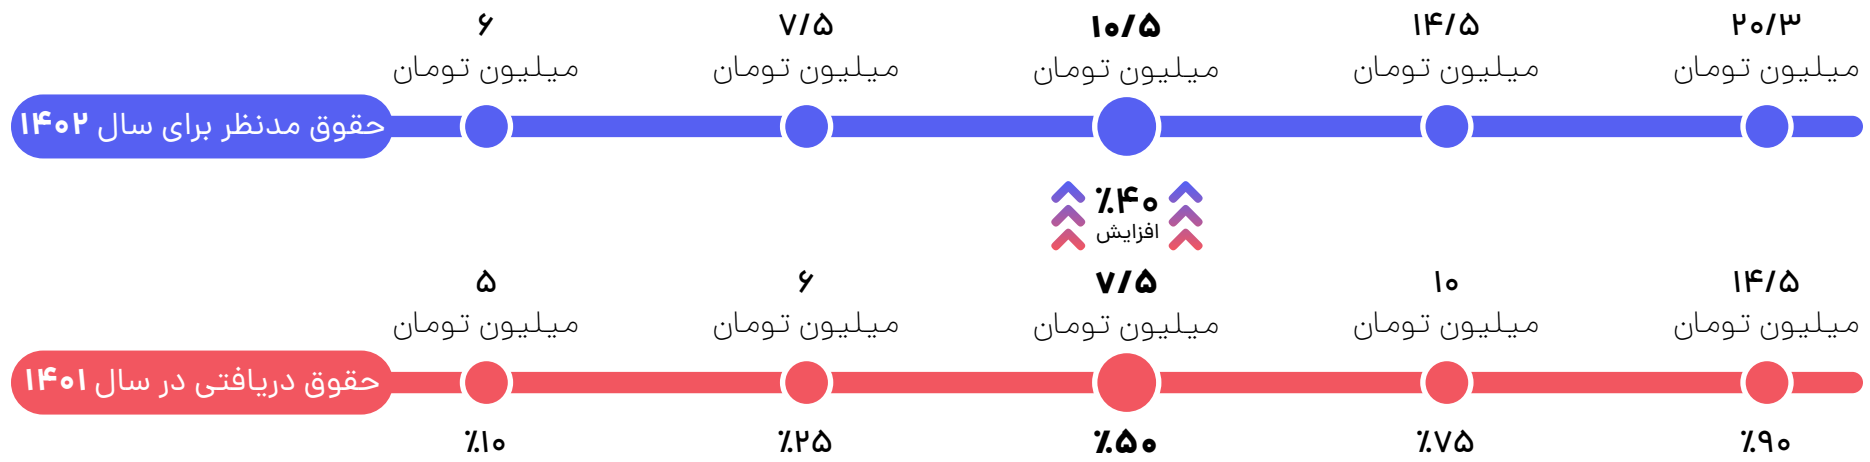 ۶
میلیون تومان
۷/۵
میلیون تومان
۱۰/۵
میلیون تومان
۱۴/۵
میلیون تومان
۲۰/۳
میلیون تومان
حقوق مدنظر برای سال ۱۴۰۲
٪۴۰
افزایش
۵
میلیون تومان
۶
میلیون تومان
۷/۵
میلیون تومان
۱۰
میلیون تومان
۱۴/۵
میلیون تومان
حقوق دریافتی در سال ۱۴۰۱
٪۱۰
٪۲۵
٪۵۰
٪۷۵
٪۹۰